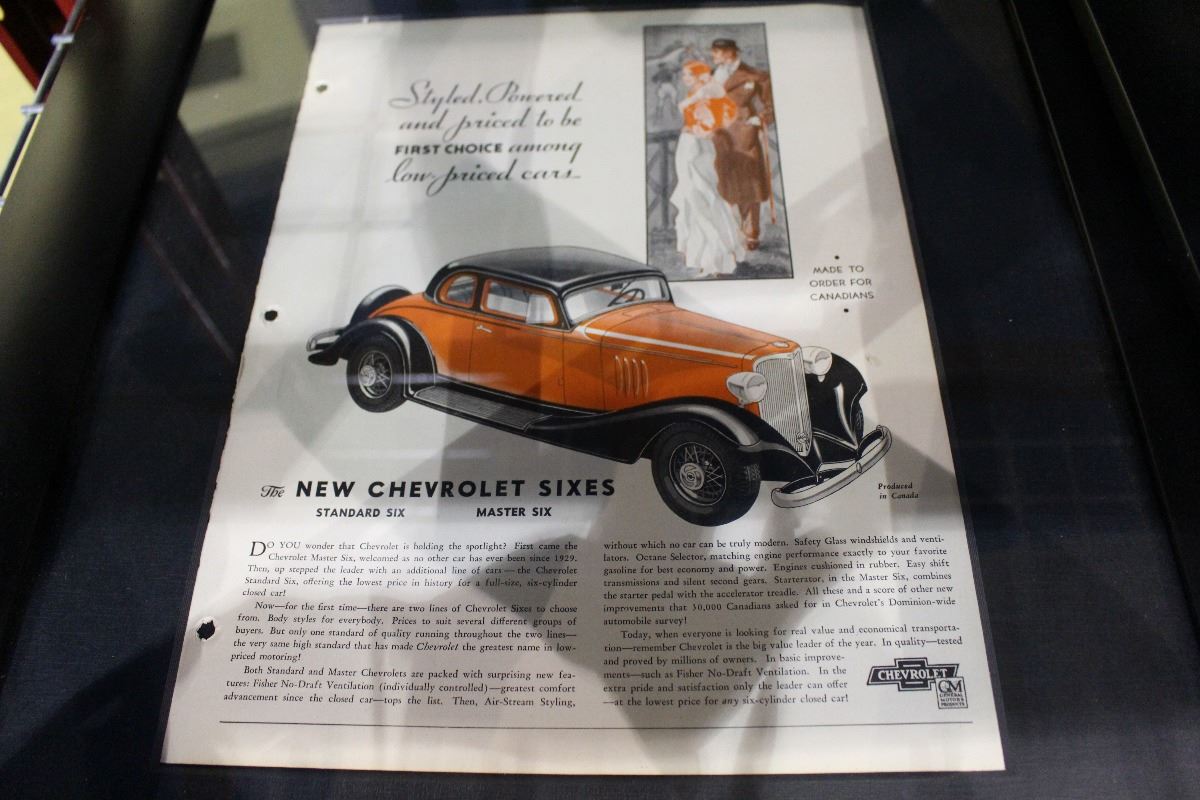 Styled, Powered
and priced to be
FIRST CHOICE among
low-priced cars
MADE TO
ORDER FOR
CANADIANS
Produced
in Canada
The NEW CHEVROLET SIXES
STANDARD SIX MASTER SIX
DO YOU wonder that Chevrolet is holding the spotlight? First came the
Chevrolet Master Six, welcomed as no other car has ever been since 1929.
Then, up stepped the leader with an additional line of cars—the Chevrolet
Standard Six, offering the lowest price in history for a full-size, six-cylinder
closed car!
Now—for the first time—there are two lines of Chevrolet Sixes to choose
from. Body styles for everybody. Prices to suit several different groups of
buyers. But only one standard of quality running throughout the two lines—
the very same high standard that has made Chevrolet the greatest name in low-
priced motoring!
Both Standard and Master Chevrolets are packed with surprising new fea-
tures: Fisher No-Draft Ventilation (individually controlled)—greatest comfort
advancement since the closed car—tops the list. Then, Air-Stream Styling,
without which no car can be truly modern. Safety Glass windshields and venti-
lators. Octane Selector, matching engine performance exactly to your favorite
gasoline for best economy and power. Engines cushioned in rubber. Easy shift
transmissions and silent second gears. Starterator, in the Master Six, combines
the starter pedal with the accelerator treadle. All these and a score of other new
improvements that 30,000 Canadians asked for in Chevrolet's Dominion-wide
automobile survey!
Today, when everyone is looking for real value and economical transporta-
tion—remember Chevrolet is the big value leader of the year. In quality—tested
and proved by millions of owners. In basic improve-
ments—such as Fisher No-Draft Ventilation. In the
extra pride and satisfaction only the leader can offer
—at the lowest price for any six-cylinder closed car!
CHEVROLET
GM
GENERAL
MOTORS
PRODUCTS